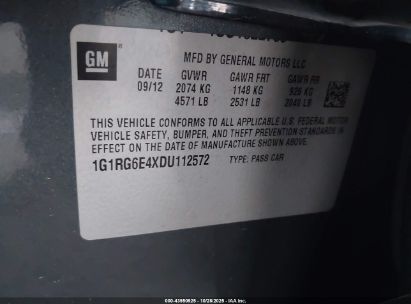 GM
MFD BY GENERAL MOTORS LLC
DATE GVWR GAWR FRT GAWR RR
09/12 2074 KG 1148 KG 926 KG
4571 LB 2531 LB 2040 LB
THIS VEHICLE CONFORMS TO ALL APPLICABLE U.S. FEDERAL MOTOR
VEHICLE SAFETY, BUMPER, AND THEFT PREVENTION STANDARDS IN
EFFECT ON THE DATE OF MANUFACTURE SHOWN ABOVE.
1G1RG6E4XDU112572 TYPE: PASS CAR